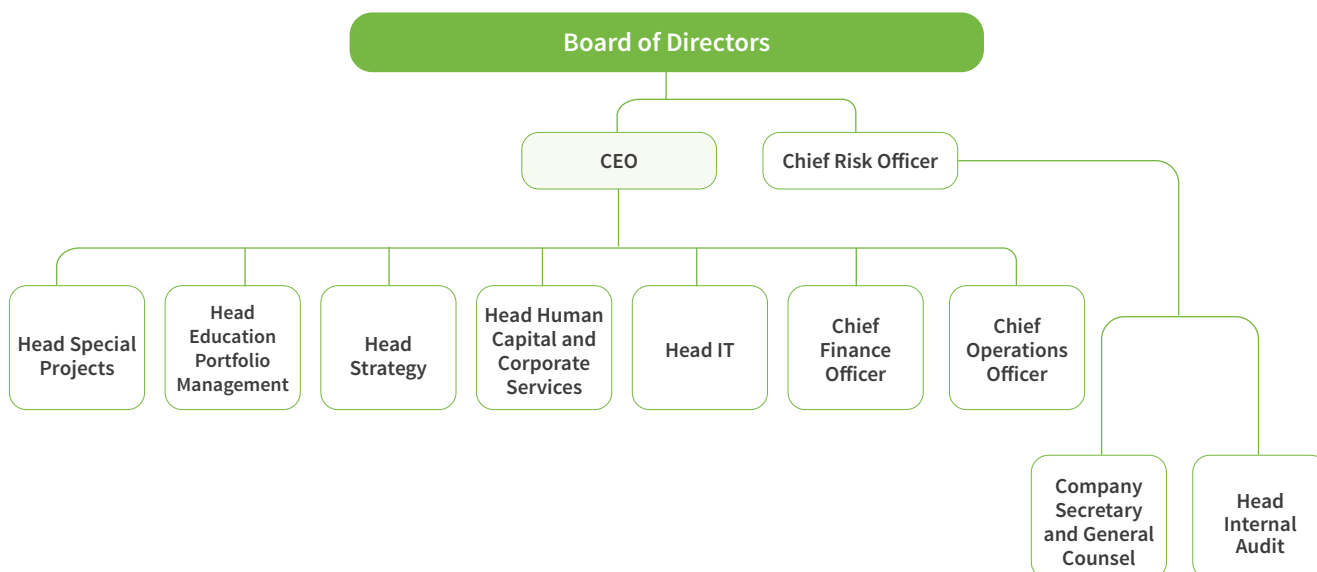 Board of Directors
CEO
Chief Risk Officer
Head Special
Projects
Head
Education
Portfolio
Management
Head
Strategy
Head Human
Capital and
Corporate
Services
Head IT
Chief
Finance
Officer
Chief
Operations
Officer
Company
Secretary
and General
Counsel
Head
Internal
Audit